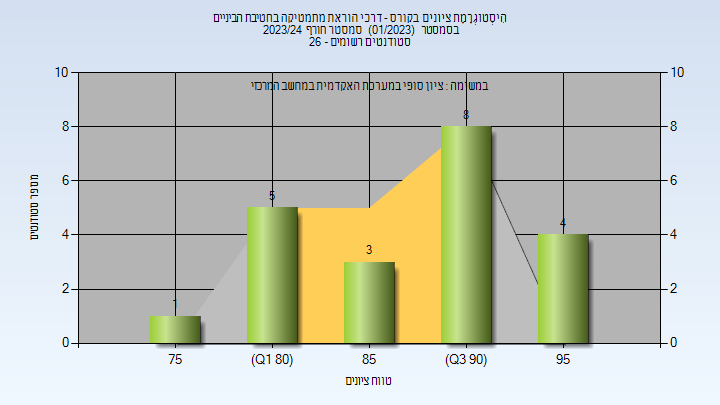 היסטוגרמת ציונים בקורס - דרכי הוראת מתמטיקה בחטיבת הביניים
בסמסטר (01/2023) סמסטר חורף 2023/24
סטודנטים רשומים - 26
במשימה : ציון סופי במערכת האקדמית במחשב המרכזי
מספר סטודנטים
10 10
8 8
6 6
4 4
2 2
0 0
1 5 3 8 4
75 (Q1 80) 85 (Q3 90) 95
טווח ציונים